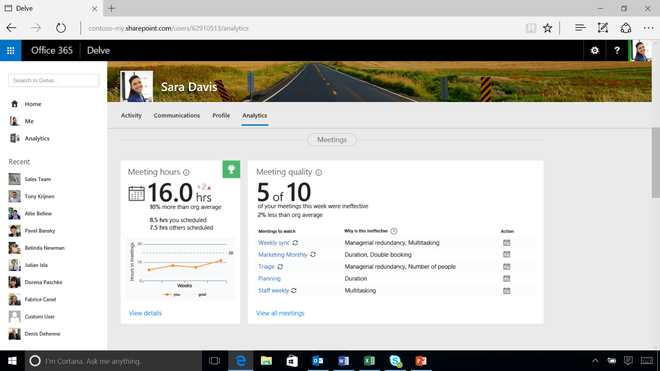 Delve
contoso-my.sharepoint.com/users/62910513/analytics
Office 365
Delve
?
Search in Delve...
Home
Me
Analytics
Recent
Sales Team
Tony Krijnen
Allie Bellew
Pavel Bansky
Belinda Newman
Julian Isla
Dorena Paschke
Fabrice Canel
Custom User
Denis Dehenne
Sara Davis
Activity
Communications
Profile
Analytics
Meetings
Meeting hours
16.0 hrs
+2
10% more than org average
8.5 hrs you scheduled
7.5 hrs others scheduled
Hours in meetings
30
15
0
20
Weeks
you
goal
View details
Meeting quality
5 of 10
of your meetings this week were ineffective
2% less than org average
Meetings to watch Why is this ineffective ? Action
Weekly sync Managerial redundancy, Multitasking
Marketing Monthly Duration, Double booking
Triage Managerial redundancy, Number of people
Planning Duration
Staff weekly Multitasking
View all meetings
I'm Cortana. Ask me anything.